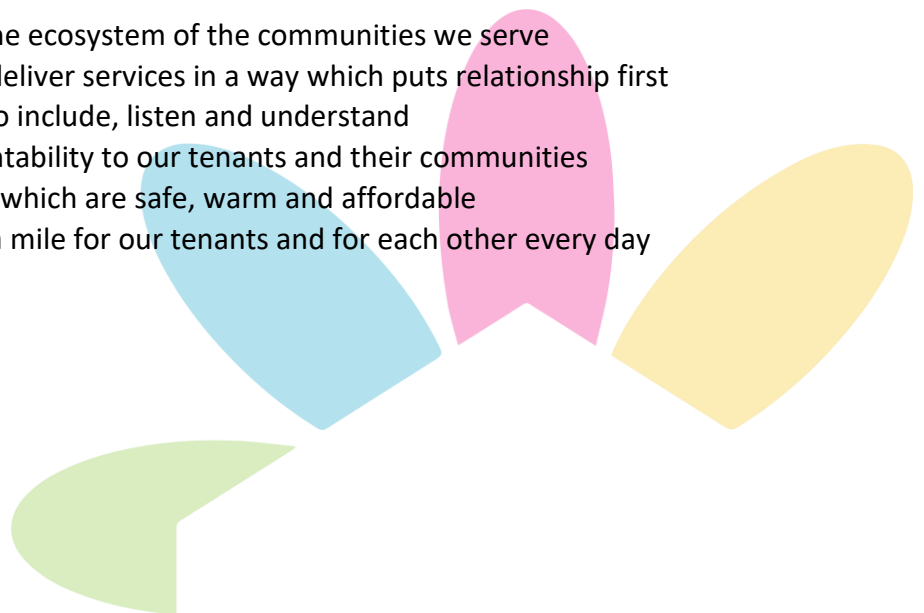 he ecosystem of the communities we serve
deliver services in a way which puts relationship first
o include, listen and understand
ntability to our tenants and their communities
which are safe, warm and affordable
mile for our tenants and for each other every day